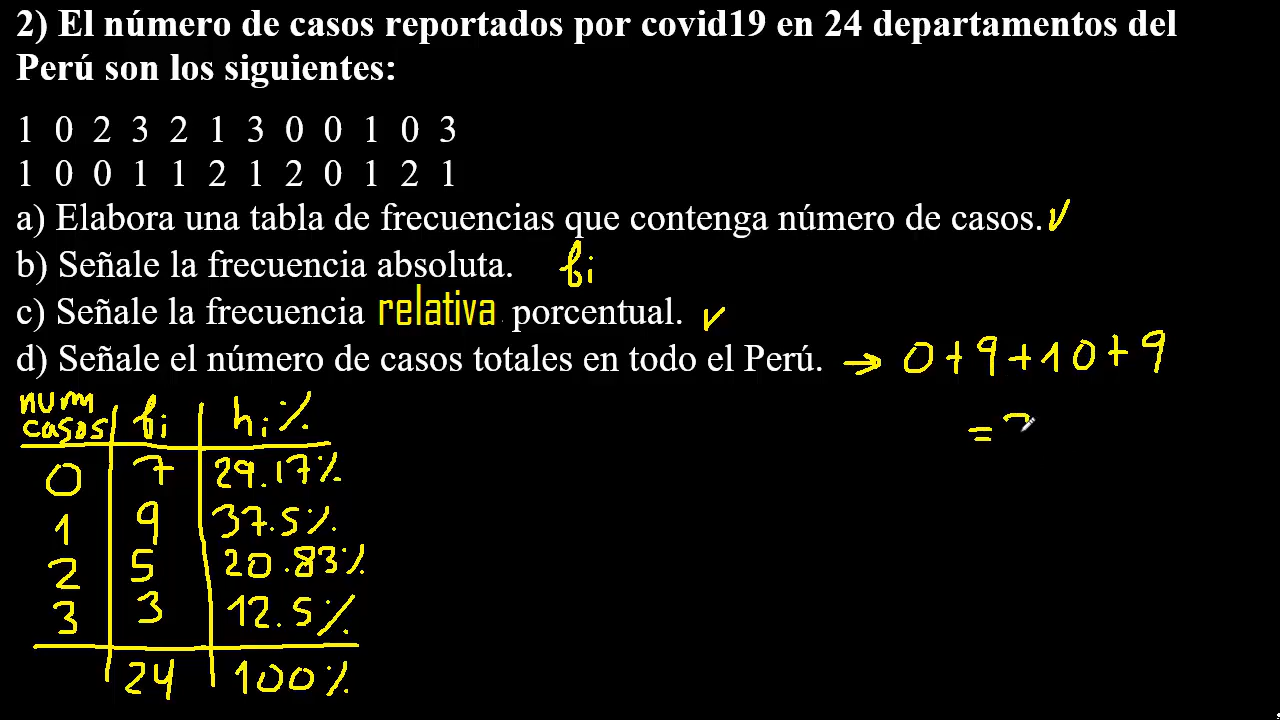 2) El número de casos reportados por covid19 en 24 departamentos del
Perú son los siguientes:
1 0 2 3 2 1 3 0 0 1 0 3
1 0 0 1 1 2 1 2 0 1 2 1
a) Elabora una tabla de frecuencias que contenga número de casos. ✓
b) Señale la frecuencia absoluta. fi
c) Señale la frecuencia relativa porcentual. ✓
d) Señale el número de casos totales en todo el Perú. → 0+9+10+9
=
num casos fi hi%
0 7 29.17%
1 9 37.5%
2 5 20.83%
3 3 12.5%
24 100%